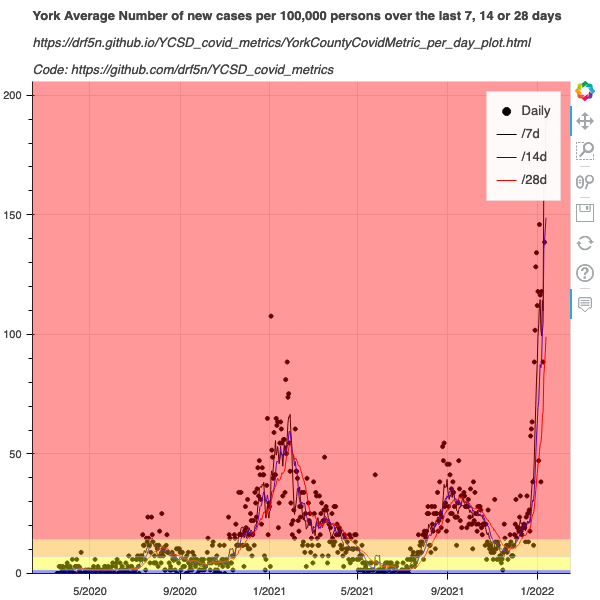 York Average Number of new cases per 100,000 persons over the last 7, 14 or 28 days
https://drf5n.github.io/YCSD_covid_metrics/YorkCountyCovidMetric_per_day_plot.html
Code: https://github.com/drf5n/YCSD_covid_metrics
Daily
/7d
/14d
/28d
200
150
100
50
0
5/2020 9/2020 1/2021 5/2021 9/2021 1/2022